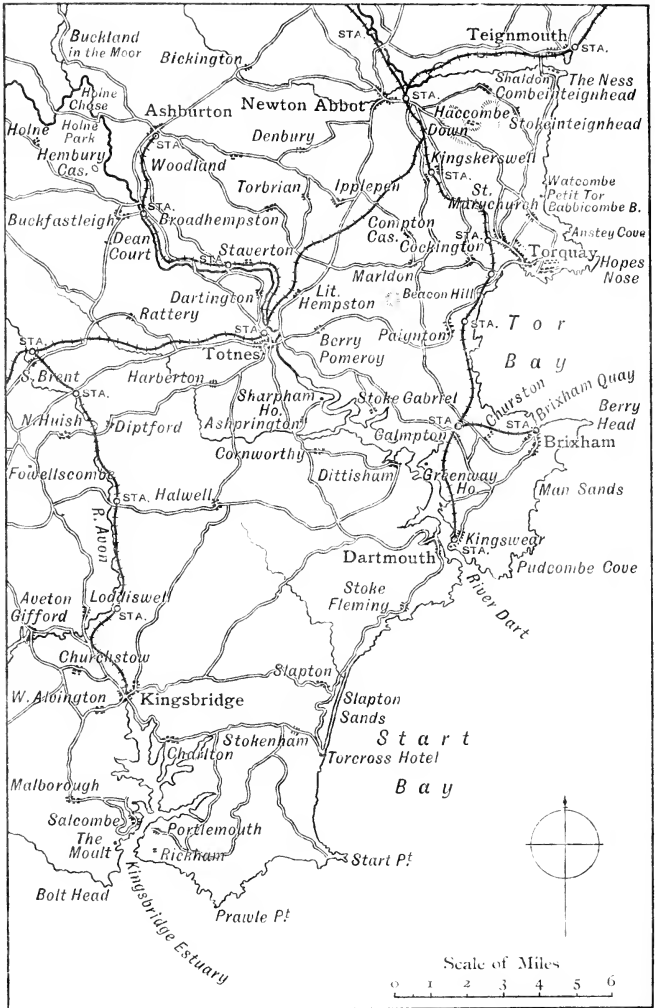 Buckland
in the Moor
Bickington
STA.
Teignmouth
STA.
Shaldon
The Ness
Combeinteignhead
Holne
Chase
Ashburton
STA.
Newton Abbot
STA.
Haccombe
Down
Stokeinteignhead
Holne
Holne
Park
Hembury
Cas.
Woodland
Denbury
Kingskerswell
STA.
Torbrian
Ipplepen
St.
Marychurch
Watcombe
Petit Tor
Babbicombe B.
Anstey Cove
Buckfastleigh
STA.
Broadhempston
Compton
Cas.
Cockington
STA.
Torquay
Hopes
Nose
Dean
Court
Staverton
STA.
Marldon
Dartington
Lit.
Hempston
Beacon Hill
Rattery
STA.
Totnes
Berry
Pomeroy
Paignton
STA.
Tor
Bay
STA.
S. Brent
STA.
Harberton
Sharpham
Ho.
Stoke Gabriel
Churston
Brixham Quay
Berry
Head
N. Huish
Diptford
Ashprington
STA.
Galmpton
STA.
Brixham
Cornworthy
Fowellscombe
Dittisham
Greenway
Ho.
Man Sands
STA.
Halwell
R. Avon
Kingswear
STA.
Dartmouth
Pudcombe Cove
Stoke
Fleming
River Dart
Aveton
Gifford
Loddiswel
STA.
Churchstow
Slapton
W. Alvington
Kingsbridge
Slapton
Sands
Start
Bay
Stokenham
Charlton
Torcross Hotel
Malborough
Salcombe
The
Moult
Portlemouth
Rickham
Start Pt.
Bolt Head
Kingsbridge Estuary
Prawle Pt.
Scale of Miles
0 1 2 3 4 5 6